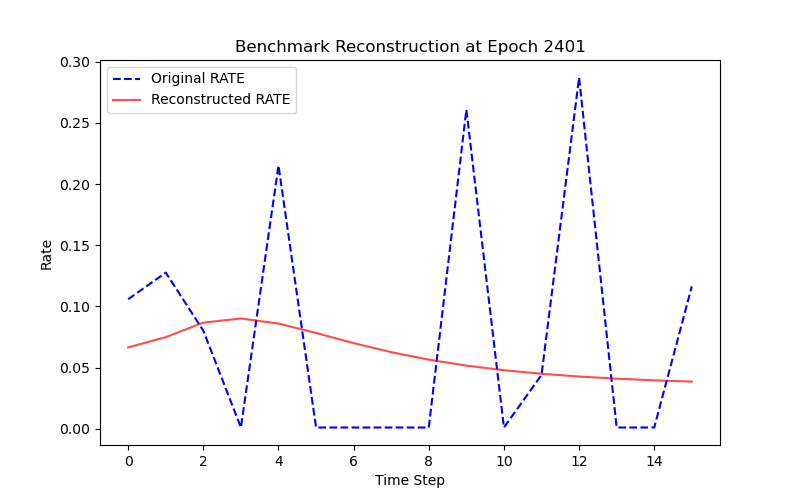 Benchmark Reconstruction at Epoch 2401
Original RATE
Reconstructed RATE
0.30
0.25
0.20
0.15
0.10
0.05
0.00
Rate
0 2 4 6 8 10 12 14
Time Step